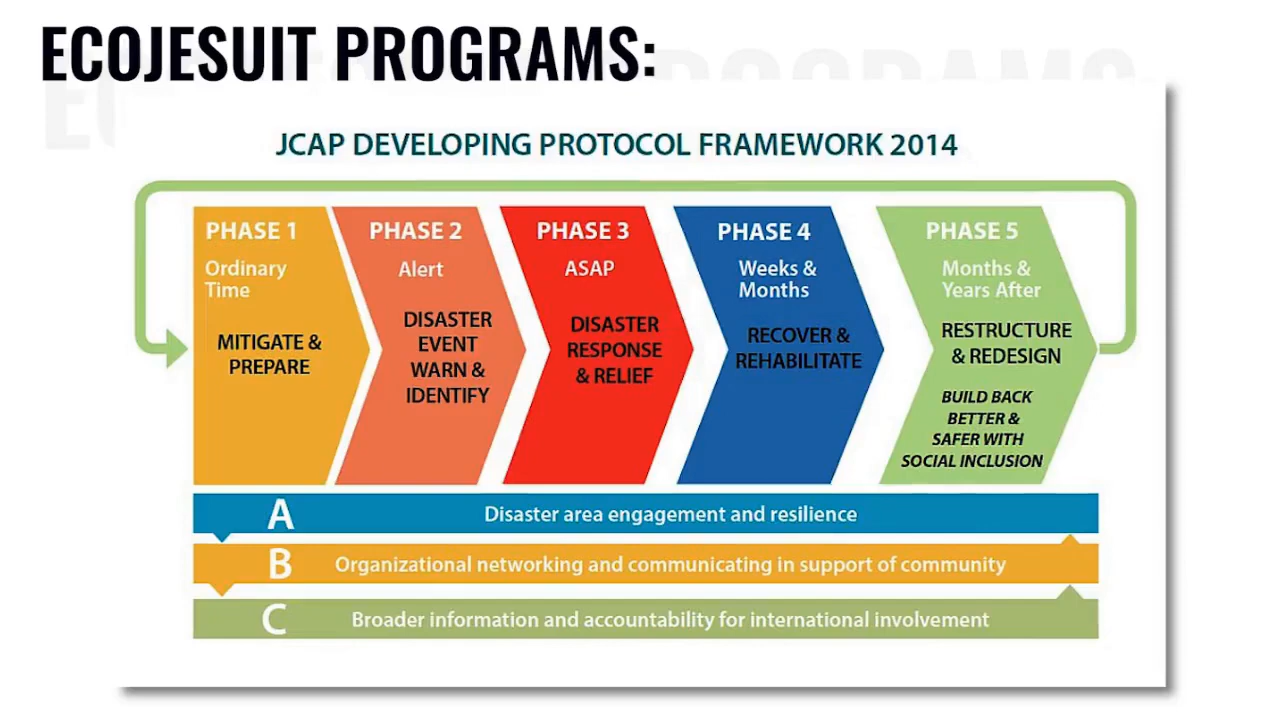 ECOJESUIT PROGRAMS:
JCAP DEVELOPING PROTOCOL FRAMEWORK 2014
PHASE 1
Ordinary
Time
MITIGATE &
PREPARE
PHASE 2
Alert
DISASTER
EVENT
WARN &
IDENTIFY
PHASE 3
ASAP
DISASTER
RESPONSE
& RELIEF
PHASE 4
Weeks &
Months
RECOVER &
REHABILITATE
PHASE 5
Months &
Years After
RESTRUCTURE
& REDESIGN
BUILD BACK
BETTER &
SAFER WITH
SOCIAL INCLUSION
A Disaster area engagement and resilience
B Organizational networking and communicating in support of community
C Broader information and accountability for international involvement